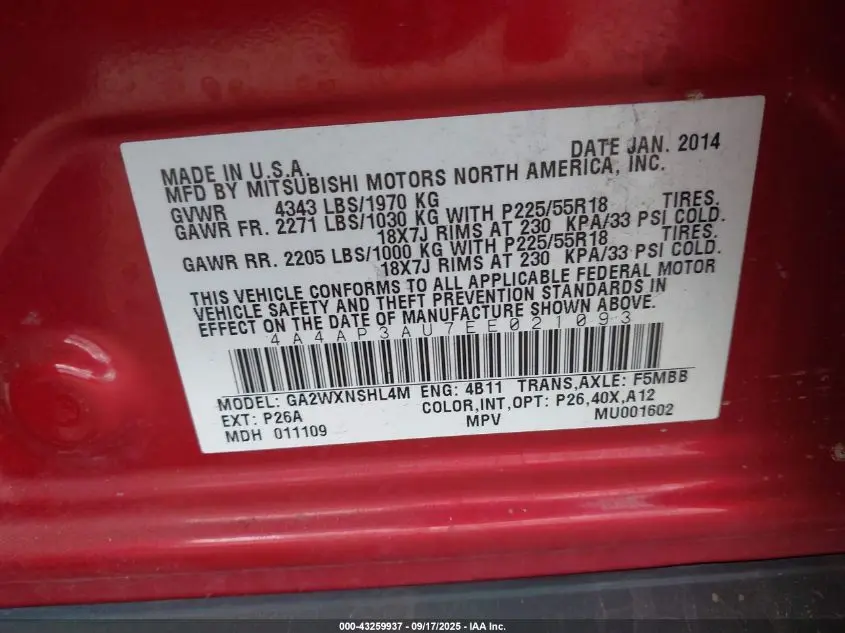 MADE IN U.S.A. DATE JAN. 2014
MFD BY MITSUBISHI MOTORS NORTH AMERICA, INC.
GVWR 4343 LBS/1970 KG
GAWR FR. 2271 LBS/1030 KG WITH P225/55R18 TIRES.
18X7J RIMS AT 230 KPA/33 PSI COLD.
GAWR RR. 2205 LBS/1000 KG WITH P225/55R18 TIRES.
18X7J RIMS AT 230 KPA/33 PSI COLD.
THIS VEHICLE CONFORMS TO ALL APPLICABLE FEDERAL MOTOR
VEHICLE SAFETY AND THEFT PREVENTION STANDARDS IN
EFFECT ON THE DATE OF MANUFACTURE SHOWN ABOVE.
4A4AP3AU7EE021093
MODEL: GA2WXNSHL4M ENG: 4B11 TRANS,AXLE: F5MBB
EXT: P26A COLOR,INT,OPT: P26,40X,A12
MDH 011109 MPV MU001602
000-43259937 - 09/17/2025 - IAA Inc.